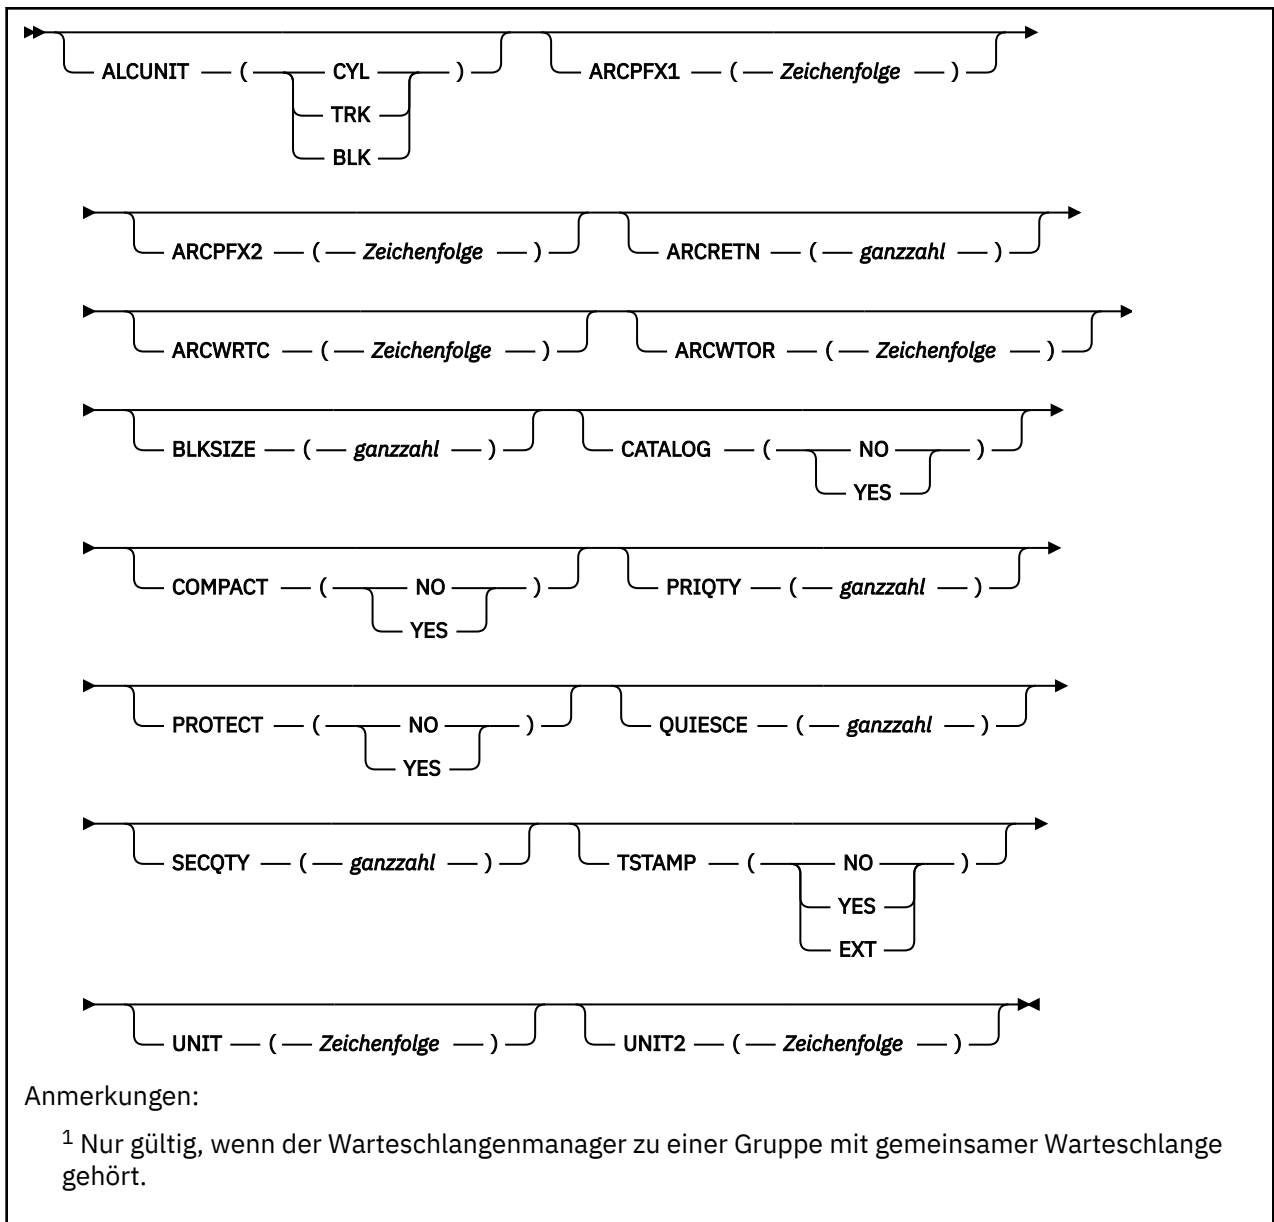 ALCUNIT ( CYL ) ARCPFX1 ( Zeichenfolge )
TRK
BLK
ARCPFX2 ( Zeichenfolge ) ARCRETN ( ganzzahl )
ARCWRTC ( Zeichenfolge ) ARCWTOR ( Zeichenfolge )
BLKSIZE ( ganzzahl ) CATALOG ( NO )
YES
COMPACT ( NO ) PRIQTY ( ganzzahl )
YES
PROTECT ( NO ) QUIESCE ( ganzzahl )
YES
SECQTY ( ganzzahl ) TSTAMP ( NO )
YES
EXT
UNIT ( Zeichenfolge ) UNIT2 ( Zeichenfolge )
Anmerkungen:
1 Nur gültig, wenn der Warteschlangenmanager zu einer Gruppe mit gemeinsamer Warteschlange
gehört.